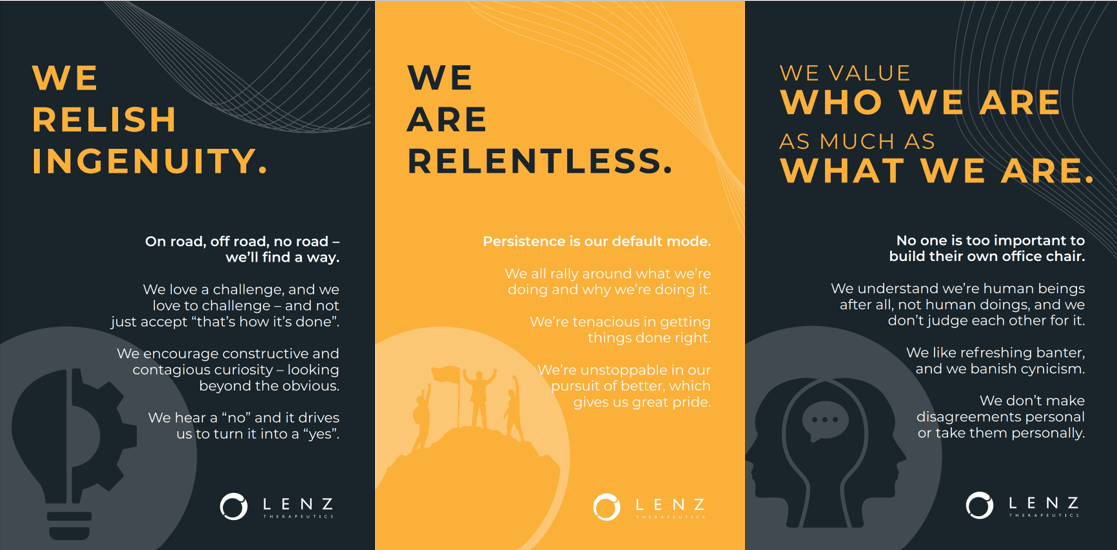 WE
RELISH
INGENUITY.
On road, off road, no road –
we’ll find a way.
We love a challenge, and we
love to challenge – and not
just accept “that’s how it’s done”.
We encourage constructive and
contagious curiosity – looking
beyond the obvious.
We hear a “no” and it drives
us to turn it into a “yes”.
LENZ
THERAPEUTICS
WE
ARE
RELENTLESS.
Persistence is our default mode.
We all rally around what we’re
doing and why we’re doing it.
We’re tenacious in getting
things done right.
We’re unstoppable in our
pursuit of better, which
gives us great pride.
LENZ
THERAPEUTICS
WE VALUE
WHO WE ARE
AS MUCH AS
WHAT WE ARE.
No one is too important to
build their own office chair.
We understand we’re human beings
after all, not human doings, and we
don’t judge each other for it.
We like refreshing banter,
and we banish cynicism.
We don’t make
disagreements personal
or take them personally.
LENZ
THERAPEUTICS